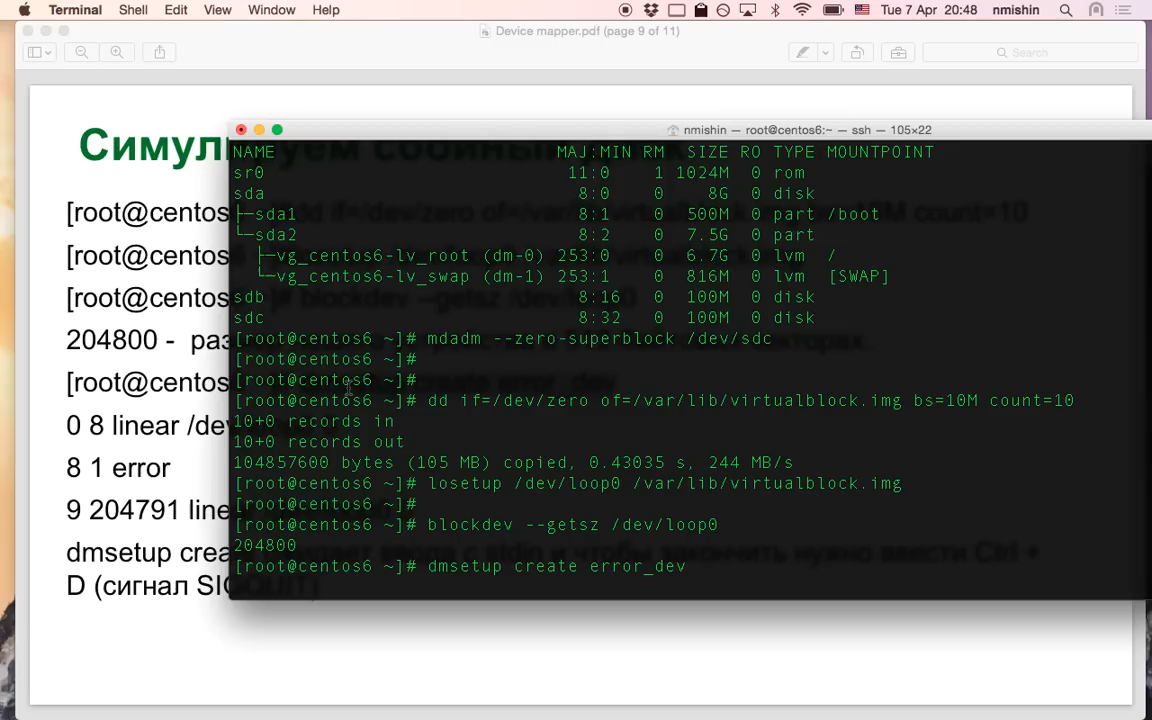 Terminal Shell Edit View Window Help Tue 7 Apr 20:48 nmishin
Device mapper.pdf (page 9 of 11)
Search
nmishin — root@centos6:~ — ssh — 105×22
NAME MAJ:MIN RM SIZE RO TYPE MOUNTPOINT
sr0 11:0 1 1024M 0 rom
sda 8:0 0 8G 0 disk
├─sda1 8:1 0 500M 0 part /boot
└─sda2 8:2 0 7.5G 0 part
├─vg_centos6-lv_root (dm-0) 253:0 0 6.7G 0 lvm /
└─vg_centos6-lv_swap (dm-1) 253:1 0 816M 0 lvm [SWAP]
sdb 8:16 0 100M 0 disk
sdc 8:32 0 100M 0 disk
[root@centos6 ~]# mdadm --zero-superblock /dev/sdc
[root@centos6 ~]#
[root@centos6 ~]#
[root@centos6 ~]# dd if=/dev/zero of=/var/lib/virtualblock.img bs=10M count=10
10+0 records in
10+0 records out
104857600 bytes (105 MB) copied, 0.43035 s, 244 MB/s
[root@centos6 ~]# losetup /dev/loop0 /var/lib/virtualblock.img
[root@centos6 ~]#
[root@centos6 ~]# blockdev --getsz /dev/loop0
204800
[root@centos6 ~]# dmsetup create error_dev
[root@centos
[root@centos
[root@centos
204800 -
[root@centos
0 8 linear /de
8 1 error
9 204791
dmsetup
D (сигнал